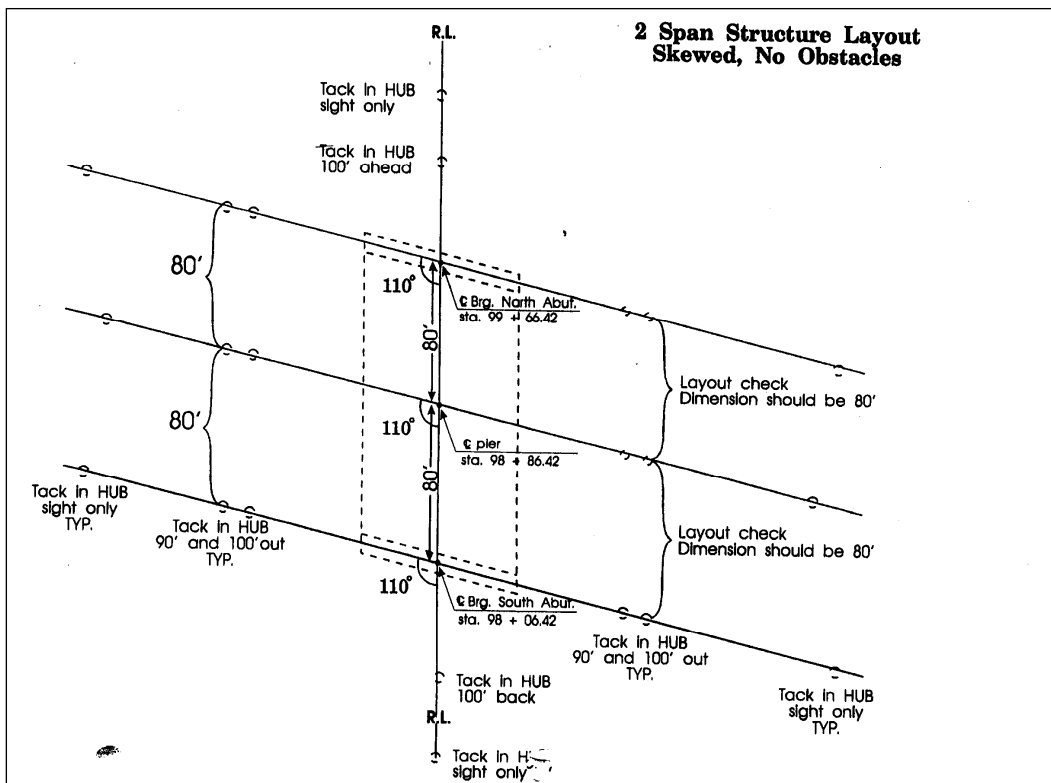 R.L.
2 Span Structure Layout
Skewed, No Obstacles
Tack in HUB
sight only
Tack in HUB
100' ahead
80'
110°
80'
℄ Brg. North Abut.
sta. 99 + 66.42
Layout check
Dimension should be 80'
80'
110°
80'
℄ pier
sta. 98 + 86.42
Tack in HUB
sight only
TYP.
Tack in HUB
90' and 100' out
TYP.
Layout check
Dimension should be 80'
110°
℄ Brg. South Abut.
sta. 98 + 06.42
Tack in HUB
90' and 100' out
TYP.
Tack in HUB
100' back
Tack in HUB
sight only
TYP.
R.L.
Tack in
sight only